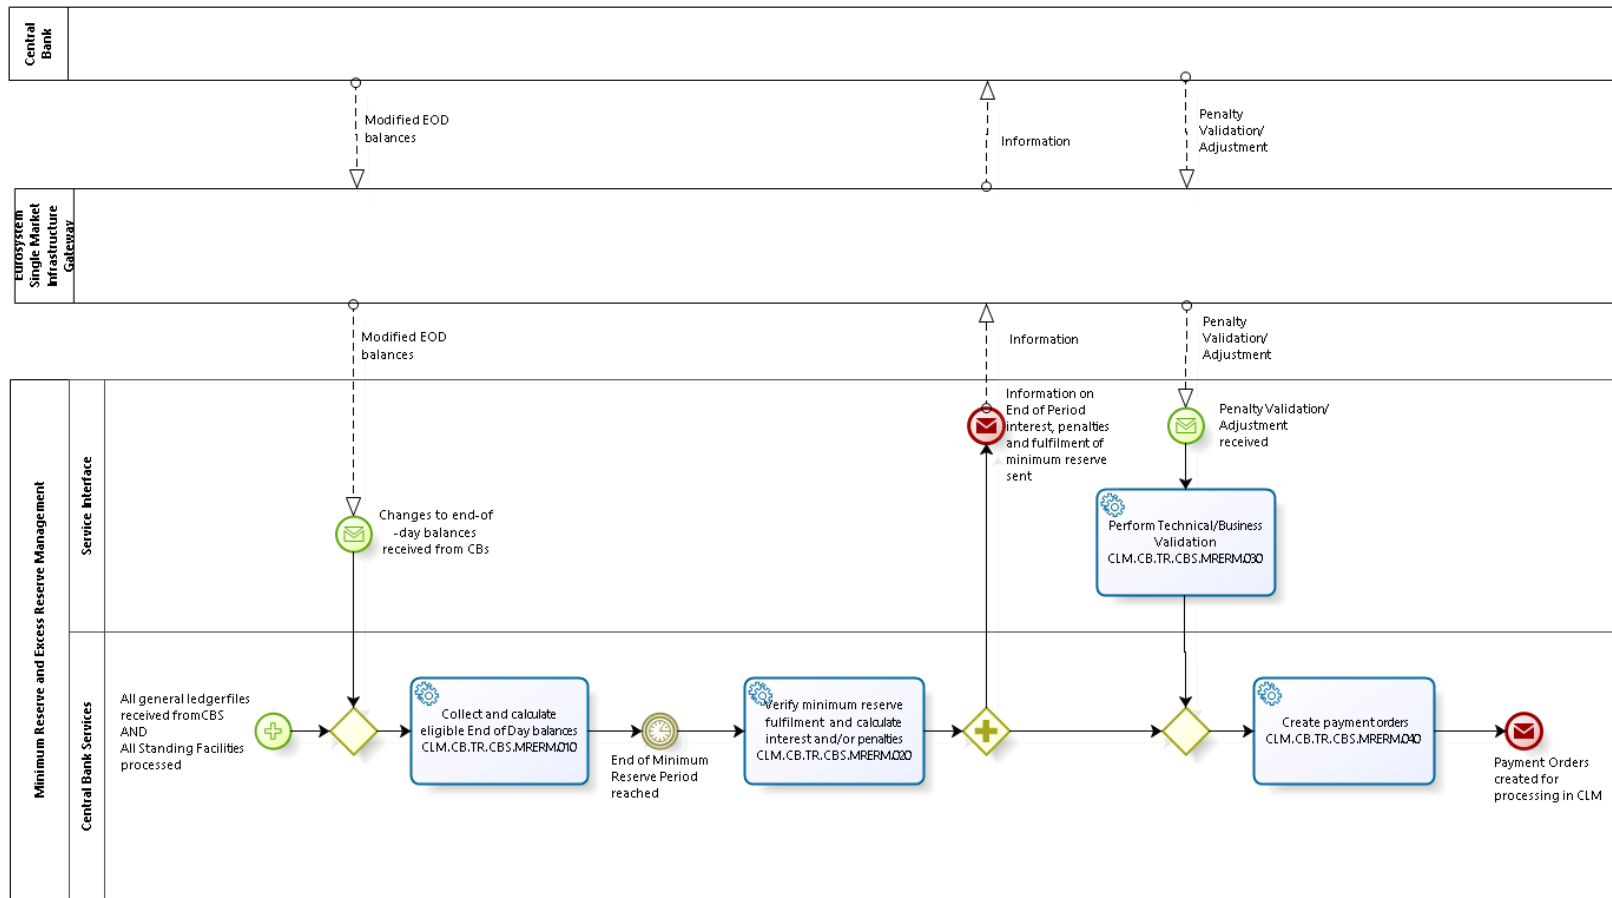 Central
Bank
Modified EOD
balances
Information
Penalty
Validation/
Adjustment
Eurosystem
Single Market
Infrastructure
Gateway
Modified EOD
balances
Information
Penalty
Validation/
Adjustment
Minimum Reserve and Excess Reserve Management
Service Interface
Changes to end-of
-day balances
received from CBs
Information on
End of Period
interest, penalties
and fulfilment of
minimum reserve
sent
Penalty Validation/
Adjustment
received
Perform Technical/Business
Validation
CLM.CB.TR.CBS.MRERM.030
Central Bank Services
All general ledgerfiles
received fromCBS
AND
All Standing Facilities
processed
Collect and calculate
eligible End of Day balances
CLM.CB.TR.CBS.MRERM.010
End of Minimum
Reserve Period
reached
Verify minimum reserve
fulfilment and calculate
interest and/or penalties
CLM.CB.TR.CBS.MRERM.020
Create payment orders
CLM.CB.TR.CBS.MRERM.040
Payment Orders
created for
processing in CLM